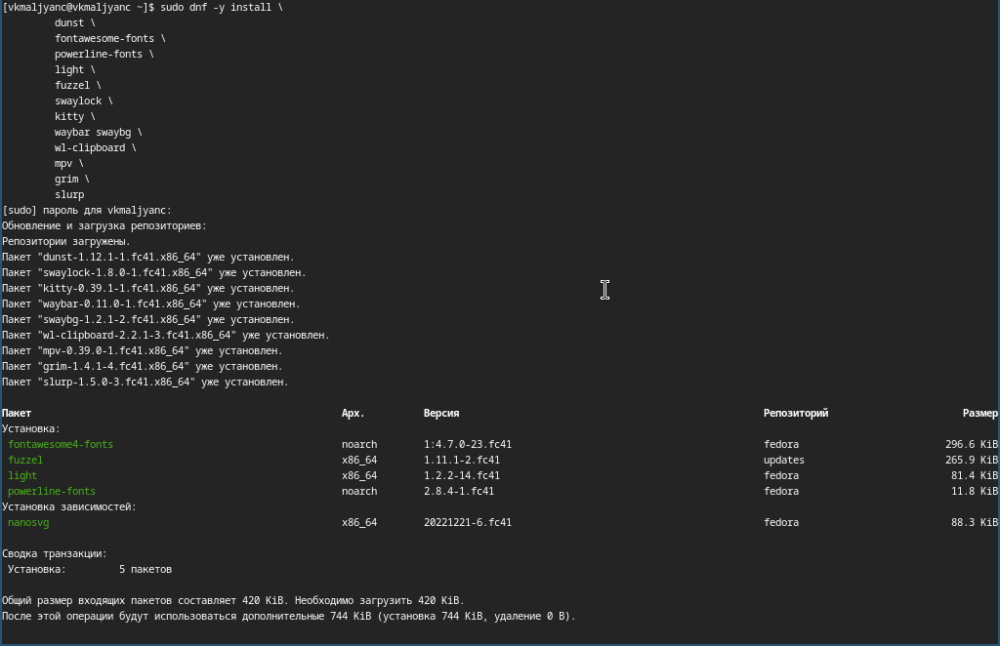 [vkmaljyanc@vkmaljyanc ~]$ sudo dnf -y install \
dunst \
fontawesome-fonts \
powerline-fonts \
light \
fuzzel \
swaylock \
kitty \
waybar swaybg \
wl-clipboard \
mpv \
grim \
slurp
[sudo] пароль для vkmaljyanc:
Обновление и загрузка репозиториев:
Репозитории загружены.
Пакет "dunst-1.12.1-1.fc41.x86_64" уже установлен.
Пакет "swaylock-1.8.0-1.fc41.x86_64" уже установлен.
Пакет "kitty-0.39.1-1.fc41.x86_64" уже установлен.
Пакет "waybar-0.11.0-1.fc41.x86_64" уже установлен.
Пакет "swaybg-1.2.1-2.fc41.x86_64" уже установлен.
Пакет "wl-clipboard-2.2.1-3.fc41.x86_64" уже установлен.
Пакет "mpv-0.39.0-1.fc41.x86_64" уже установлен.
Пакет "grim-1.4.1-4.fc41.x86_64" уже установлен.
Пакет "slurp-1.5.0-3.fc41.x86_64" уже установлен.
Пакет Арх. Версия Репозиторий Размер
Установка:
fontawesome4-fonts noarch 1:4.7.0-23.fc41 fedora 296.6 KiB
fuzzel x86_64 1.11.1-2.fc41 updates 265.9 KiB
light x86_64 1.2.2-14.fc41 fedora 81.4 KiB
powerline-fonts noarch 2.8.4-1.fc41 fedora 11.8 KiB
Установка зависимостей:
nanosvg x86_64 20221221-6.fc41 fedora 88.3 KiB
Сводка транзакции:
Установка: 5 пакетов
Общий размер входящих пакетов составляет 420 KiB. Необходимо загрузить 420 KiB.
После этой операции будут использоваться дополнительные 744 KiB (установка 744 KiB, удаление 0 B).